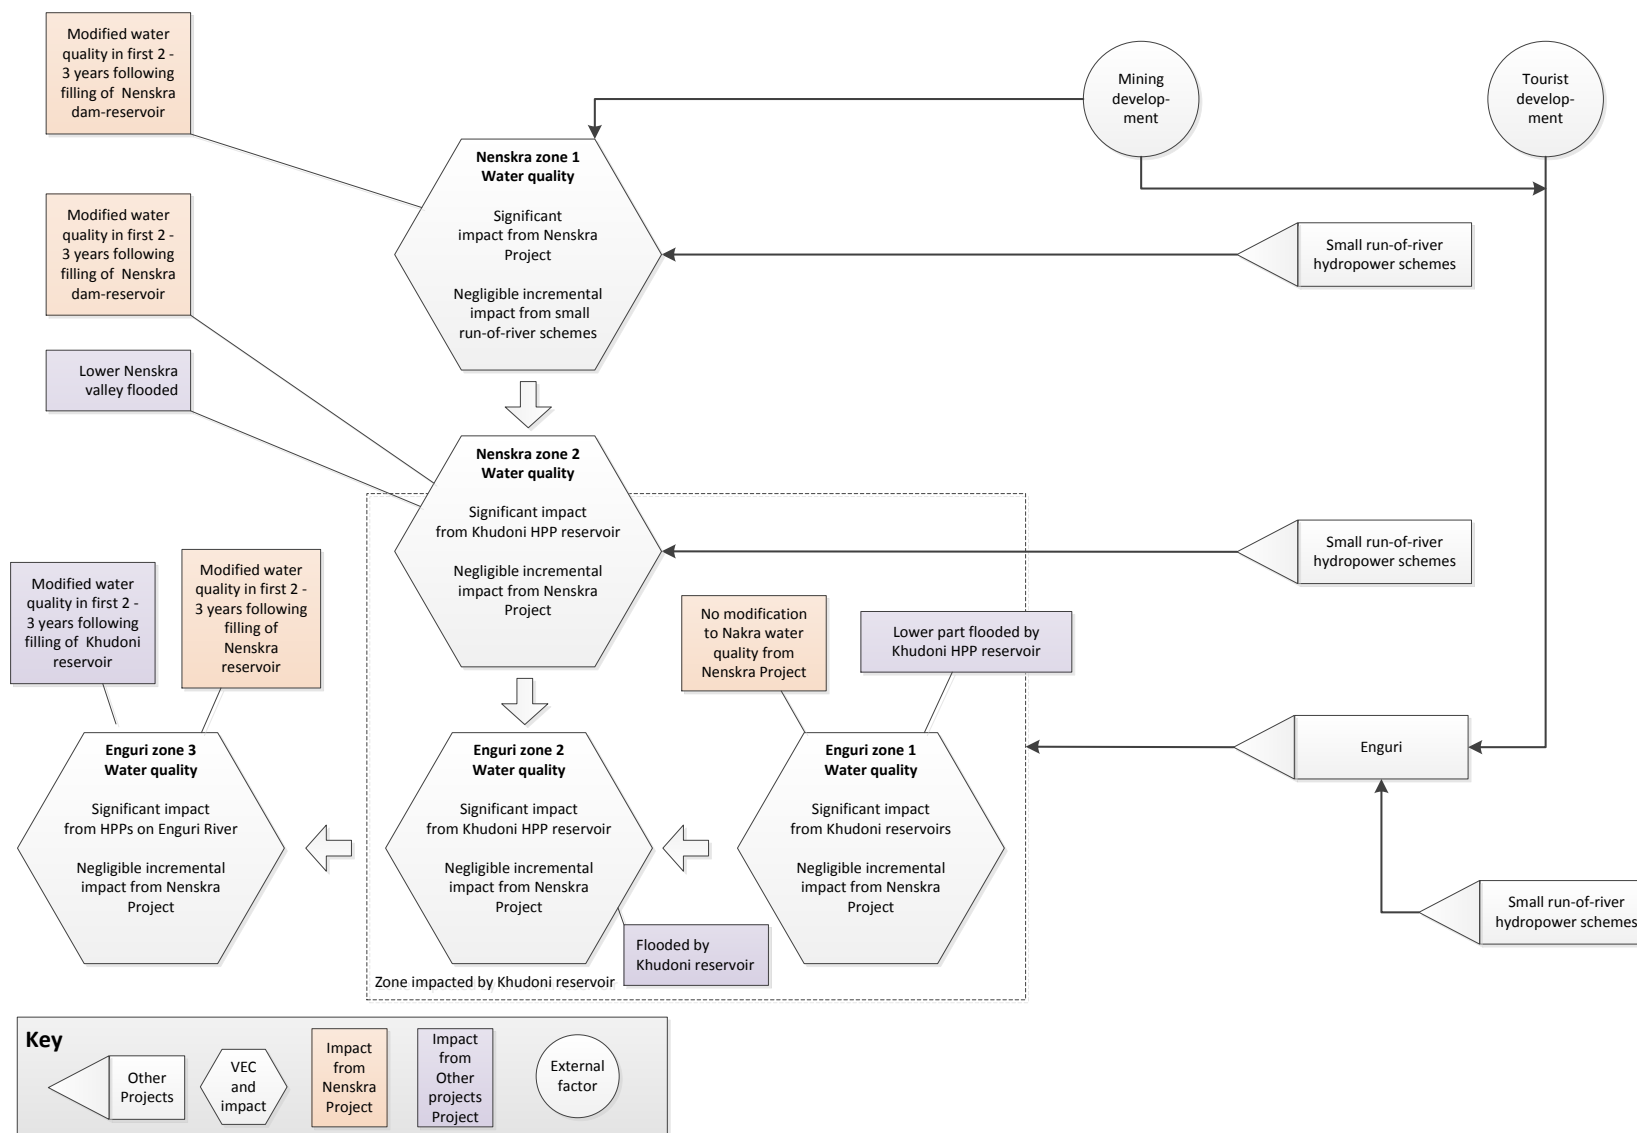 Modified water
quality in first 2 -
3 years following
filling of  Nenskra
dam-reservoir
Mining
develop-
ment
Tourist
develop-
ment
Nenskra zone 1
Water quality
Significant
impact from Nenskra
Project
Negligible incremental
impact from small
run-of-river schemes
Small run-of-river
hydropower schemes
Modified water
quality in first 2 -
3 years following
filling of  Nenskra
dam-reservoir
Lower Nenskra
valley flooded
Nenskra zone 2
Water quality
Significant impact
from Khudoni HPP reservoir
Negligible incremental
impact from Nenskra
Project
Small run-of-river
hydropower schemes
Modified water
quality in first 2 -
3 years following
filling of  Khudoni
reservoir
Modified water
quality in first 2 -
3 years following
filling of
Nenskra
reservoir
No modification
to Nakra water
quality from
Nenskra Project
Lower part flooded by
Khudoni HPP reservoir
Enguri zone 3
Water quality
Significant impact
from HPPs on Enguri River
Negligible incremental
impact from Nenskra
Project
Enguri zone 2
Water quality
Significant impact
from Khudoni HPP reservoir
Negligible incremental
impact from Nenskra
Project
Enguri zone 1
Water quality
Significant impact
from Khudoni reservoirs
Negligible incremental
impact from Nenskra
Project
Enguri
Small run-of-river
hydropower schemes
Flooded by
Khudoni reservoir
Zone impacted by Khudoni reservoir
Key
Other
Projects
VEC
and
impact
Impact
from
Nenskra
Project
Impact
from
Other
projects
Project
External
factor